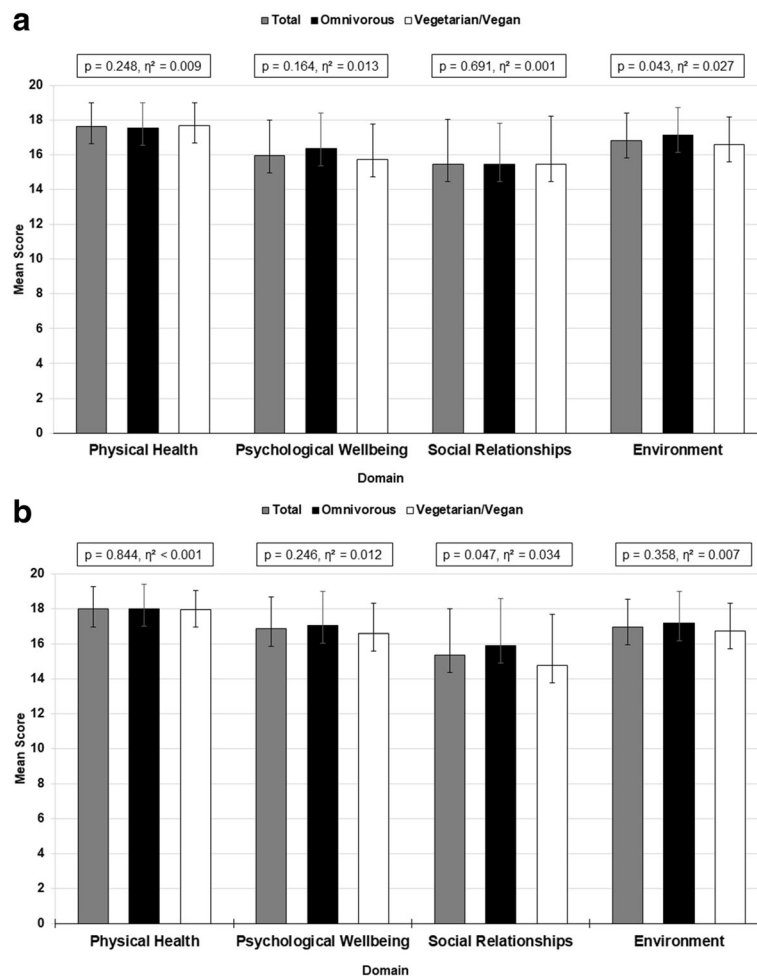 a
Total Omnivorous Vegetarian/Vegan
p = 0.248, η² = 0.009 p = 0.164, η² = 0.013 p = 0.691, η² = 0.001 p = 0.043, η² = 0.027
20
18
16
14
12
10
8
6
4
2
0
Mean Score
Physical Health Psychological Wellbeing Social Relationships Environment
Domain
b
Total Omnivorous Vegetarian/Vegan
p = 0.844, η² < 0.001 p = 0.246, η² = 0.012 p = 0.047, η² = 0.034 p = 0.358, η² = 0.007
20
18
16
14
12
10
8
6
4
2
0
Mean Score
Physical Health Psychological Wellbeing Social Relationships Environment
Domain